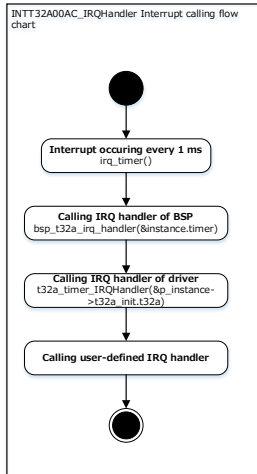 INTT32A00AC_IRQHandler Interrupt calling flow
chart
Interrupt occuring every 1 ms
irq_timer()
Calling IRQ handler of BSP
bsp_t32a_irq_handler(&instance.timer)
Calling IRQ handler of driver
t32a_timer_IRQHandler(&p_instance-
>t32a_init.t32a)
Calling user-defined IRQ handler